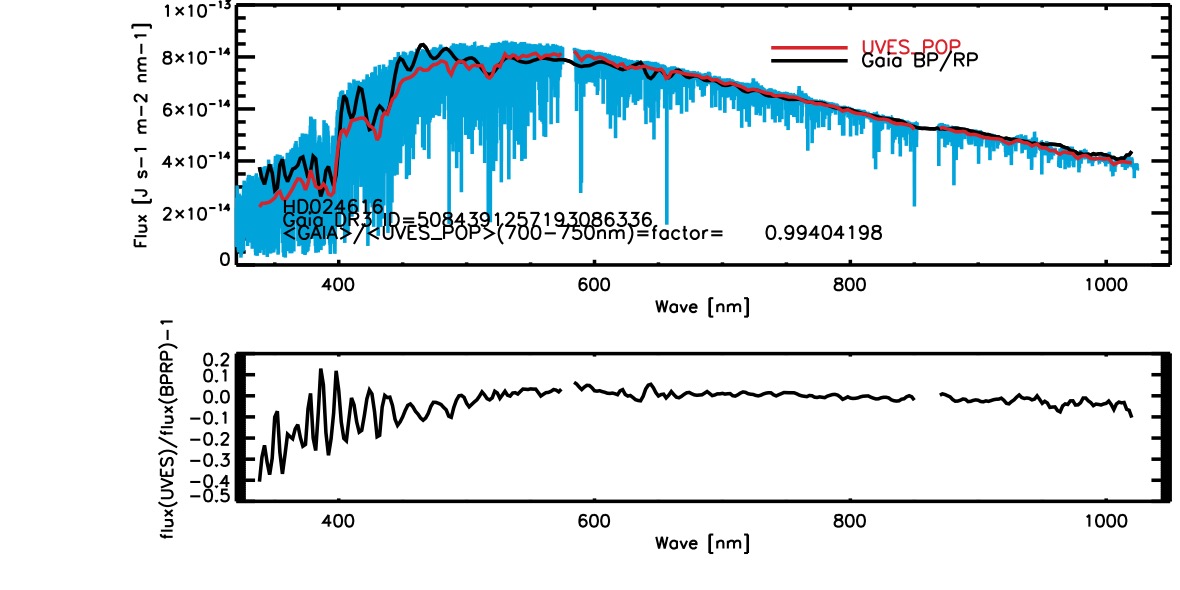 1×10−13
8×10−14
6×10−14
4×10−14
2×10−14
0
Flux [J s−1 m−2 nm−1]
UVES_POP
Gaia BP/RP
HD024616
Gaia DR3 ID=5084391257193086336
<GAIA>/<UVES_POP>(700−750nm)=factor= 0.99404198
400 600 800 1000
Wave [nm]
0.2
0.1
0.0
−0.1
−0.2
−0.3
−0.4
−0.5
flux(UVES)/flux(BPRP)−1
400 600 800 1000
Wave [nm]